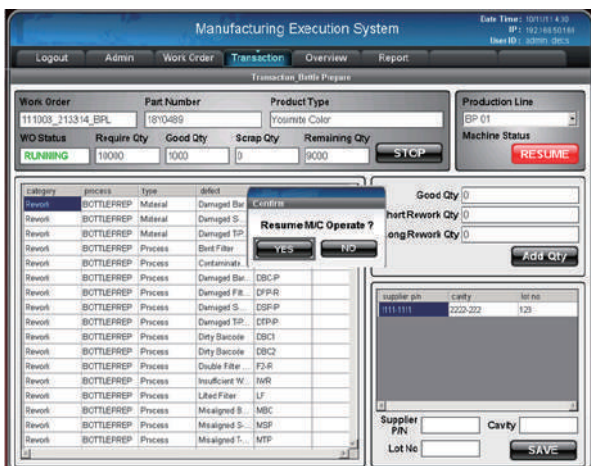 Manufacturing Execution System
Date Time: 10/11/11 4:30
IP: 192.168.50.168
User ID: admin decs
Logout Admin Work Order Transaction Overview Report
Transaction_Bottle Prepare
Work Order Part Number Product Type Production Line
111003_213314_BPL 18Y0489 Yosimite Color BP 01
WO Status Require Qty Good Qty Scrap Qty Remaining Qty Machine Status
RUNNING 10000 1000 0 9000 STOP RESUME
category process type defect
Rework BOTTLEPREP Material Damaged Bar
Rework BOTTLEPREP Material Damaged S...
Rework BOTTLEPREP Material Damaged T-P...
Rework BOTTLEPREP Process Bent Filter
Rework BOTTLEPREP Process Contaminate...
Rework BOTTLEPREP Process Damaged Bar... DBC-P
Rework BOTTLEPREP Process Damaged Filt... DFP-R
Rework BOTTLEPREP Process Damaged S... DSP-P
Rework BOTTLEPREP Process Damaged T-P... DTP-P
Rework BOTTLEPREP Process Dirty Barcode DBC1
Rework BOTTLEPREP Process Dirty Barcode DBC2
Rework BOTTLEPREP Process Double Filter ... F2-R
Rework BOTTLEPREP Process Insufficient W... IWR
Rework BOTTLEPREP Process Lifted Filter LF
Rework BOTTLEPREP Process Misaligned B... MBC
Rework BOTTLEPREP Process Misaligned S-... MSP
Rework BOTTLEPREP Process Misaligned T-... MTP
Confirm
Resume M/C Operate ?
YES NO
Good Qty 0
hort Rework Qty 0
ong Rework Qty 0
Add Qty
supplier p/n cavity lot no
1111-1111 2222-222 123
Supplier P/N Cavity
Lot No SAVE